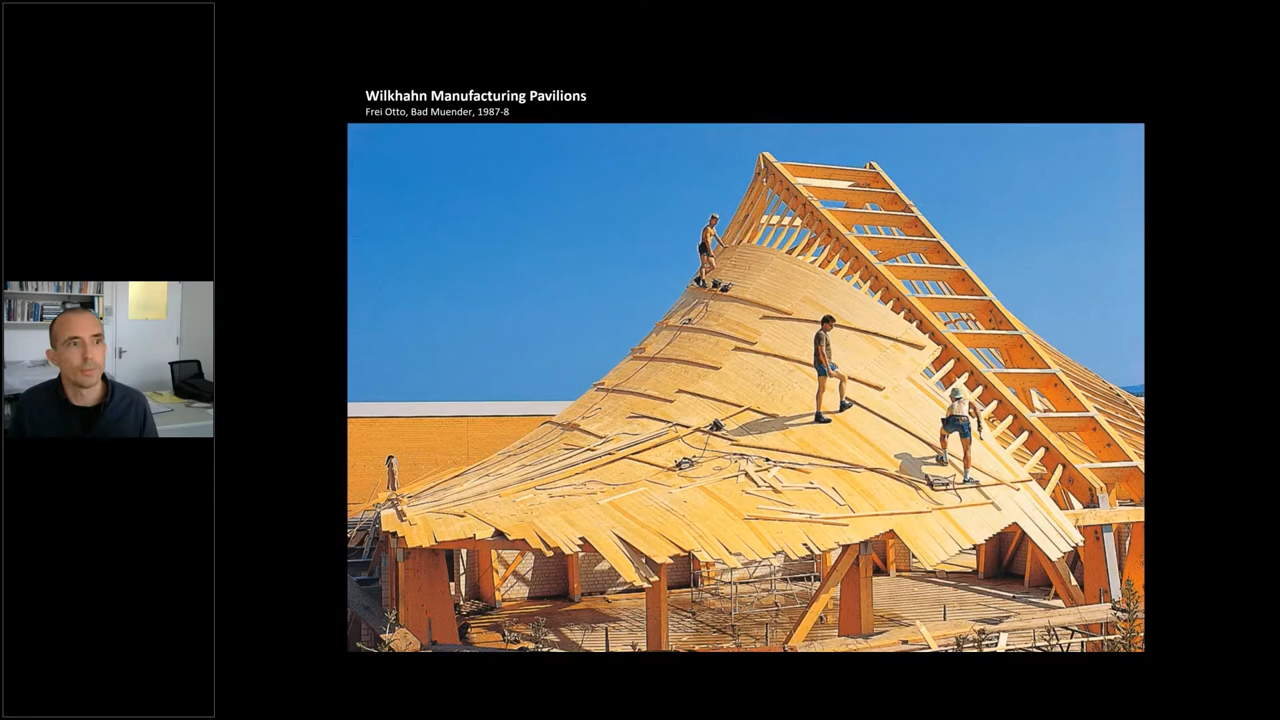 Wilkhahn Manufacturing Pavilions
Frei Otto, Bad Muender, 1987-8